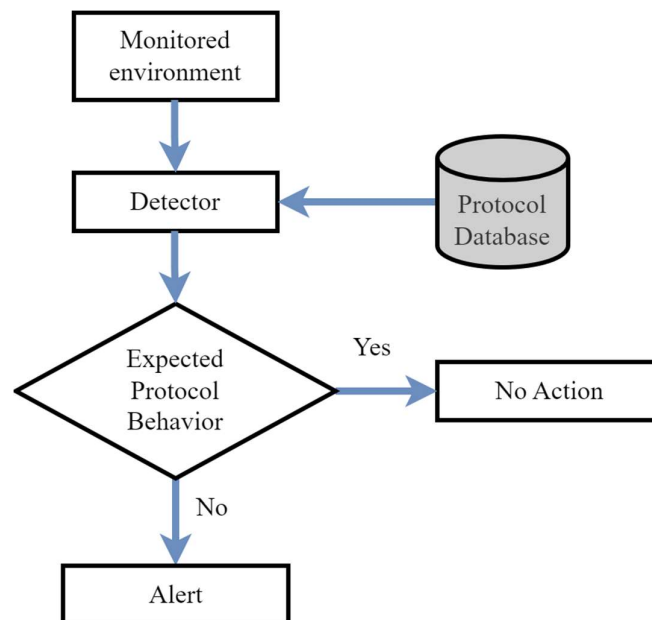 Monitored
environment
Detector
Protocol
Database
Expected
Protocol
Behavior
Yes
No Action
No
Alert